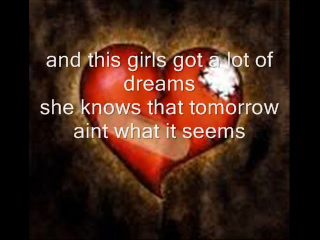 and this girls got a lot of
dreams
she knows that tomorrow
aint what it seems